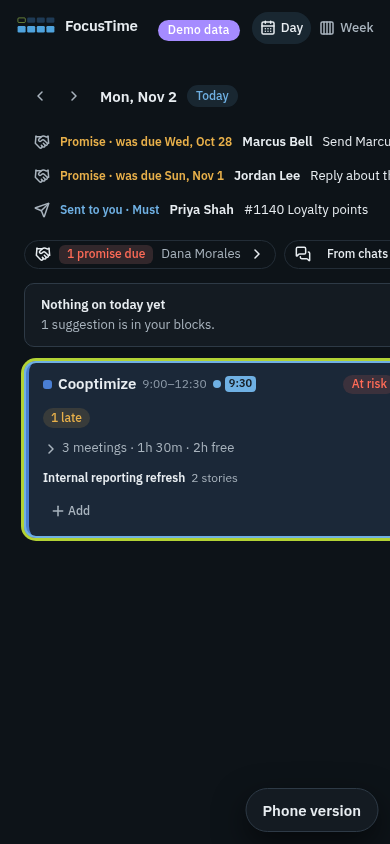 FocusTime Demo data Day Week
Mon, Nov 2 Today
Promise · was due Wed, Oct 28 Marcus Bell Send Marcu
Promise · was due Sun, Nov 1 Jordan Lee Reply about th
Sent to you · Must Priya Shah #1140 Loyalty points
1 promise due Dana Morales From chats
Nothing on today yet
1 suggestion is in your blocks.
Cooptimize 9:00–12:30 9:30 At risk
1 late
3 meetings · 1h 30m · 2h free
Internal reporting refresh 2 stories
+ Add
Phone version